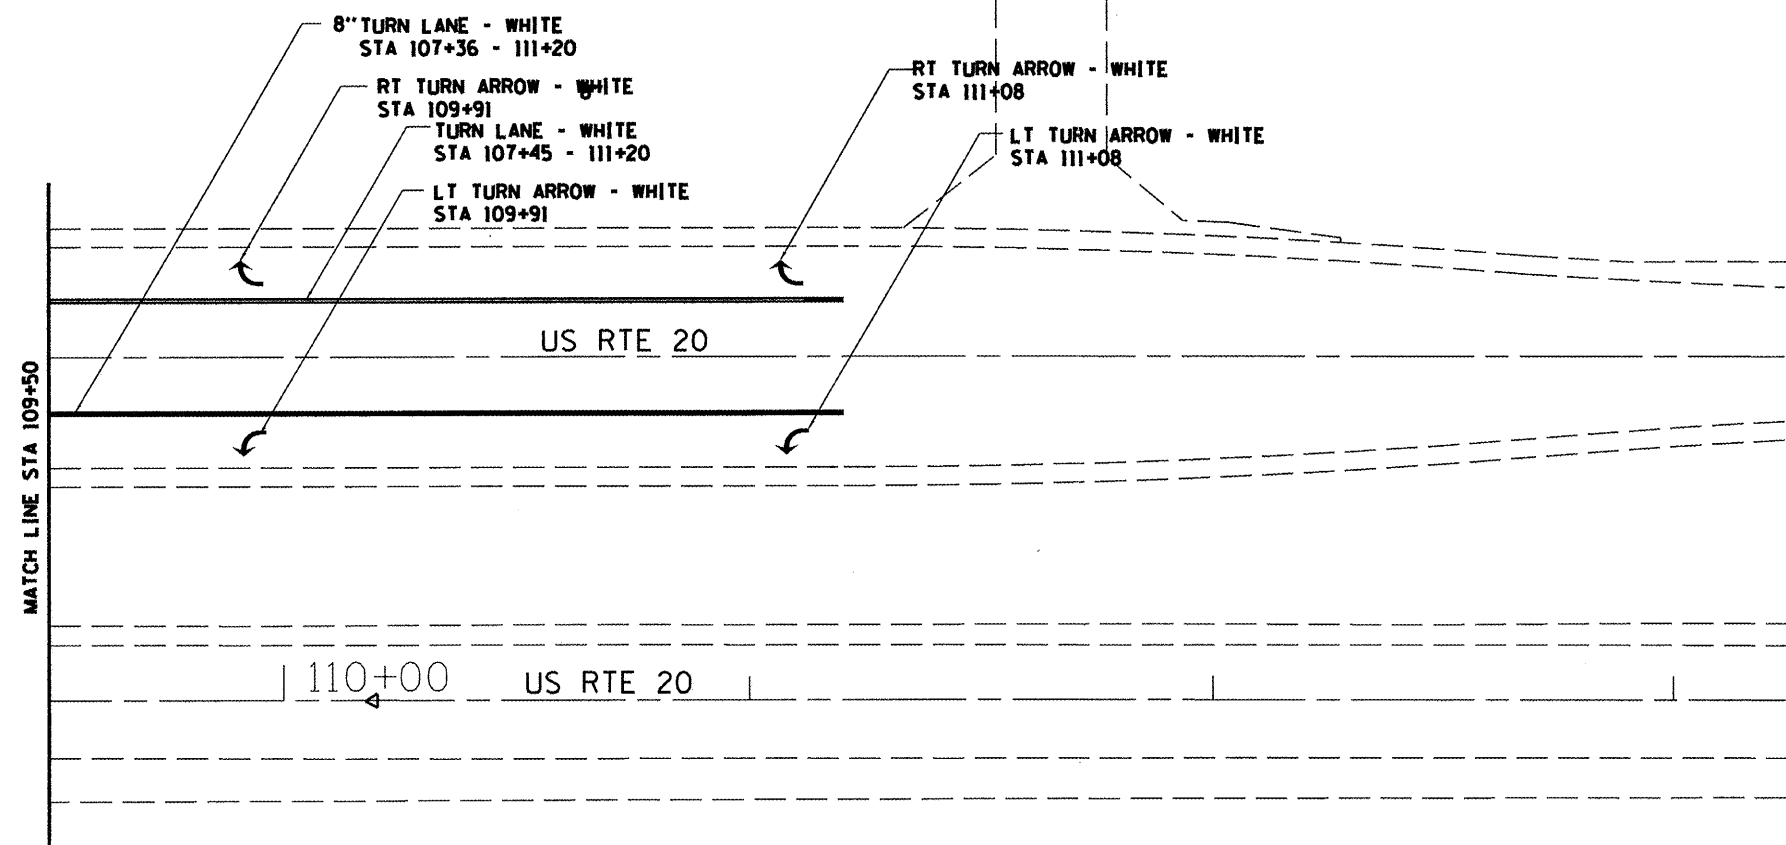 8" TURN LANE - WHITE
STA 107+36 - 111+20
RT TURN ARROW - WHITE
STA 109+91
TURN LANE - WHITE
STA 107+45 - 111+20
LT TURN ARROW - WHITE
STA 109+91
RT TURN ARROW - WHITE
STA 111+08
LT TURN ARROW - WHITE
STA 111+08
US RTE 20
MATCH LINE STA 109+50
110+00
US RTE 20